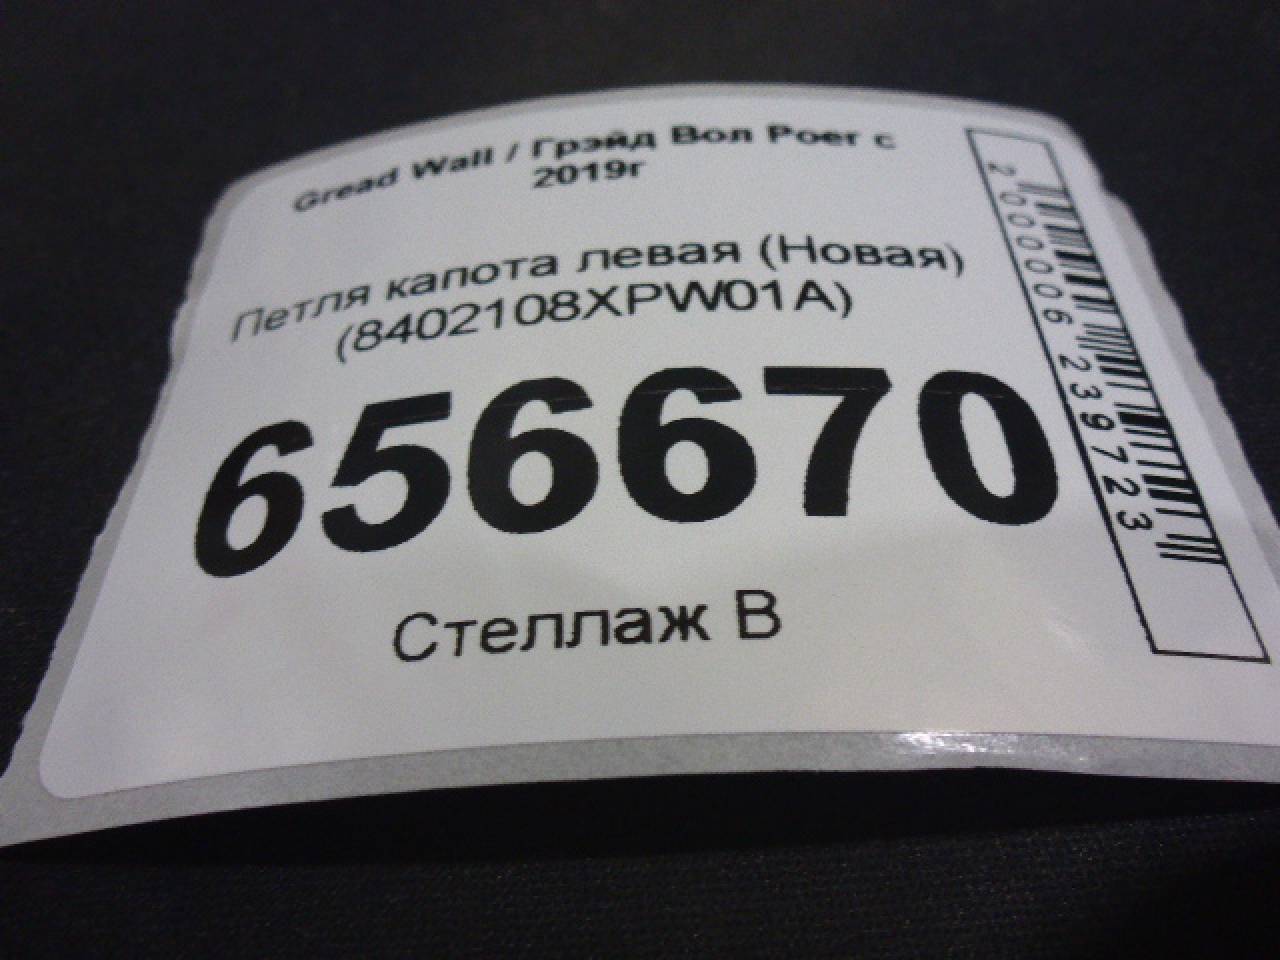 Gread Wall / Грэйд Вол Poer с
2019г
Петля капота левая (Новая)
(8402108XPW01A)
656670
Стеллаж В
2000006239723